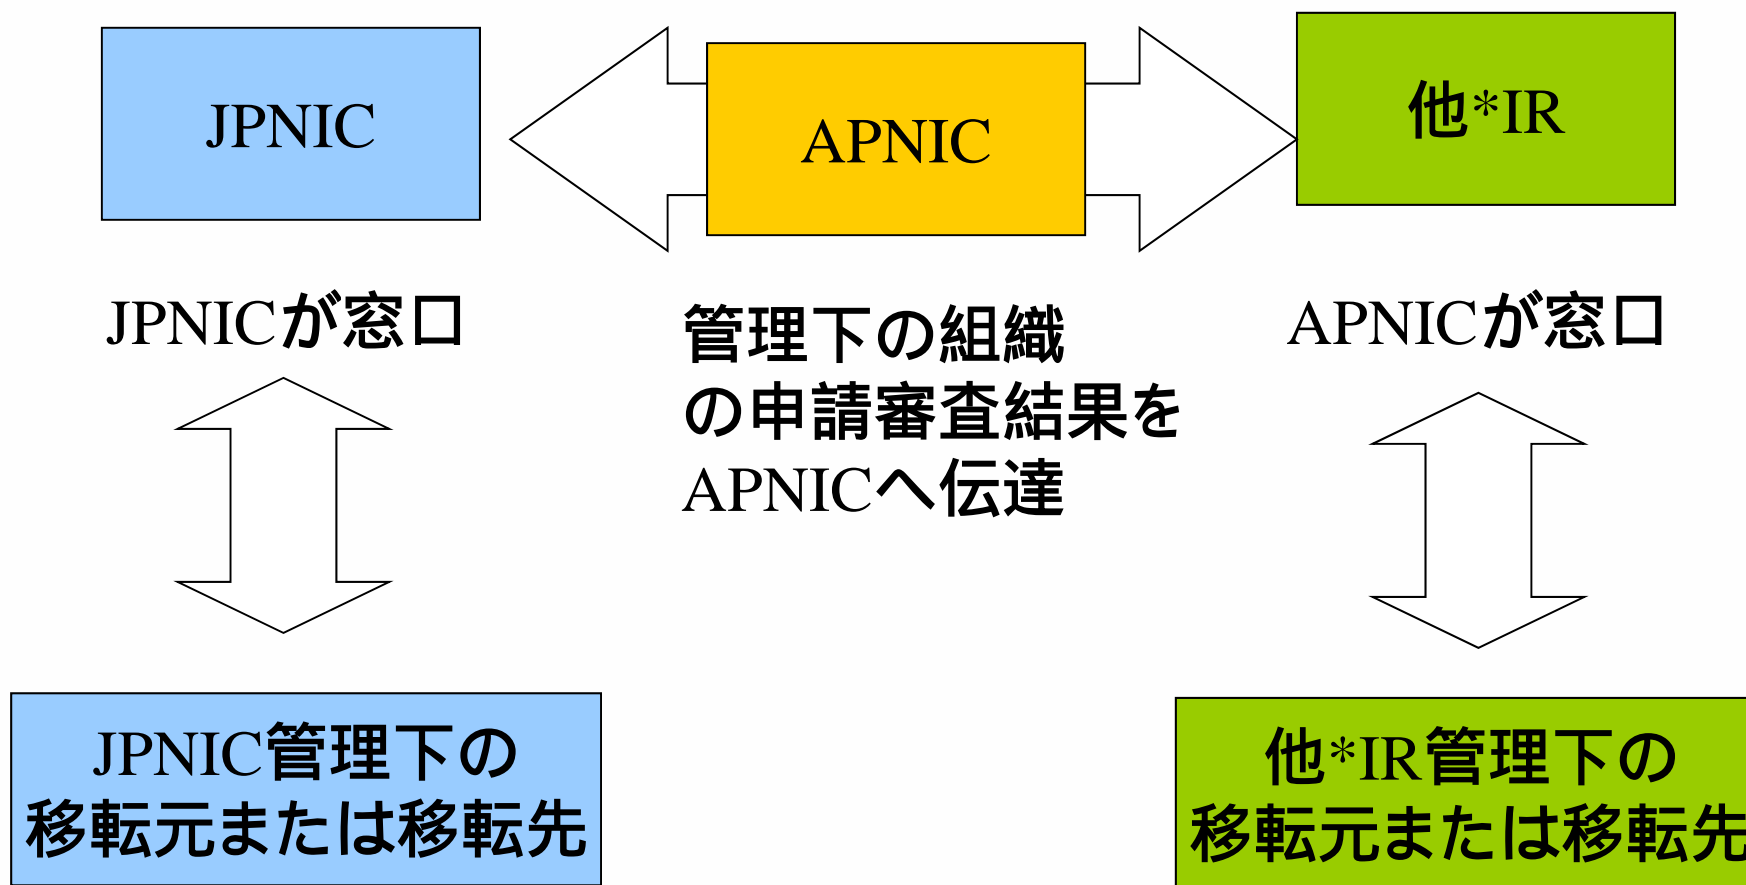 JPNIC
APNIC
他*IR
JPNICが窓口
管理下の組織
の申請審査結果を
APNICへ伝達
APNICが窓口
JPNIC管理下の
移転元または移転先
他*IR管理下の
移転元または移転先